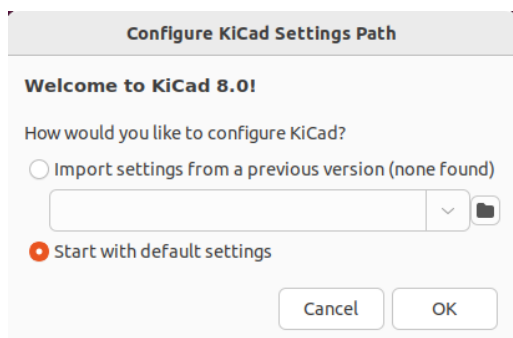 Configure KiCad Settings Path
Welcome to KiCad 8.0!
How would you like to configure KiCad?
Import settings from a previous version (none found)
Start with default settings
Cancel OK